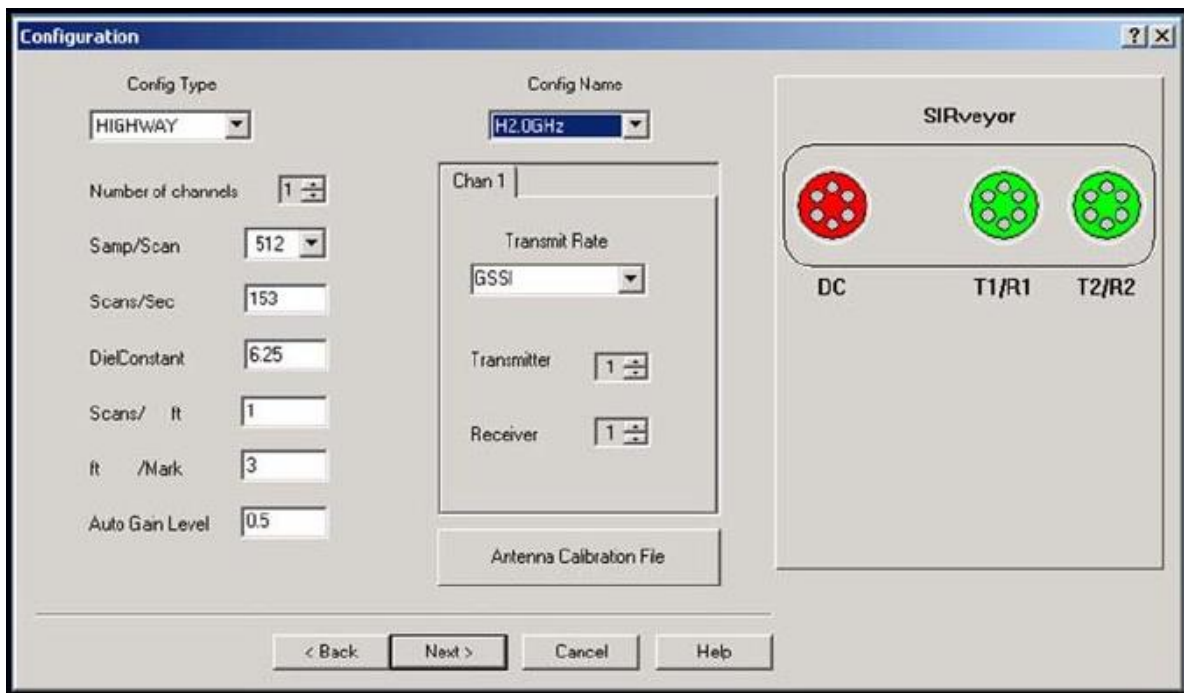 Configuration
Config Type
HIGHWAY
Number of channels 1
Samp/Scan 512
Scans/Sec 153
DielConstant 6.25
Scans/ ft 1
ft /Mark 3
Auto Gain Level 0.5
Config Name
H2.0GHz
Chan 1
Transmit Rate
GSSI
Transmitter 1
Receiver 1
Antenna Calibration File
SIRveyor
DC T1/R1 T2/R2
< Back Next > Cancel Help